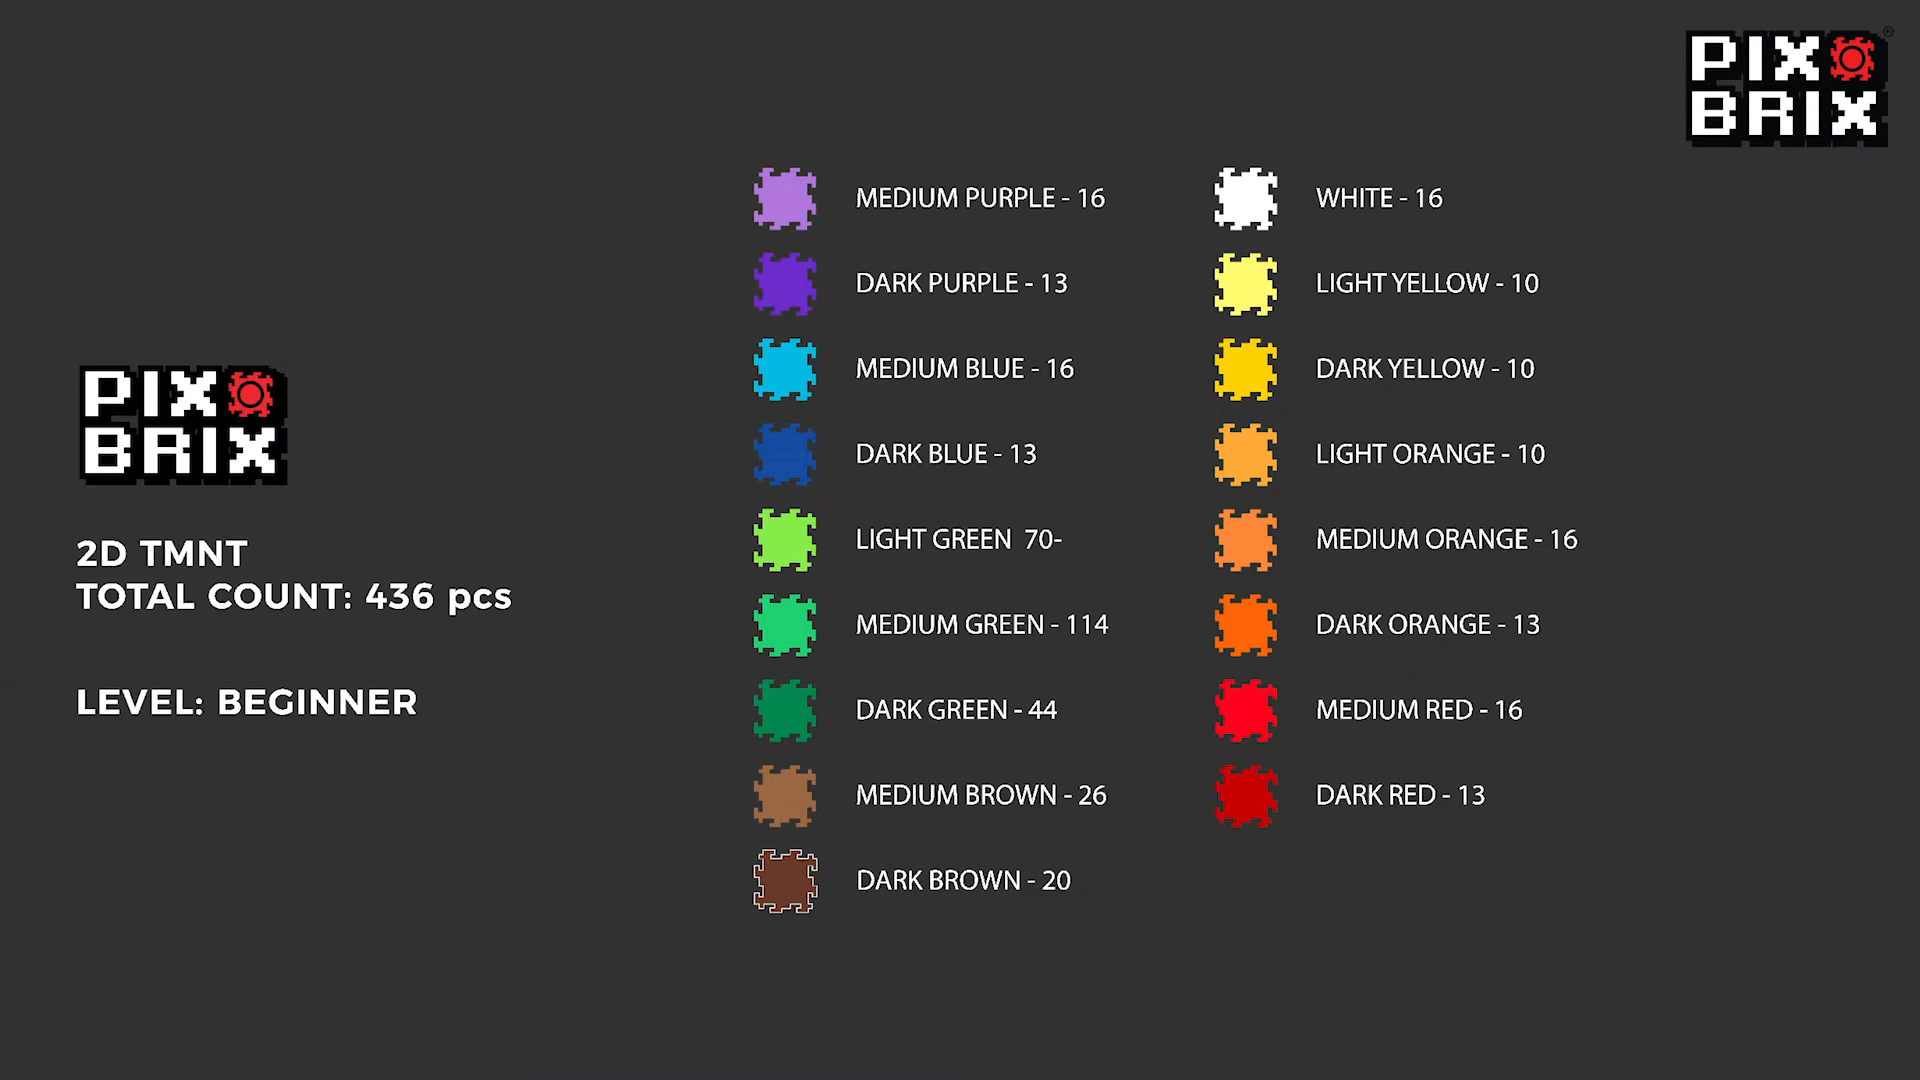 PIXO
BRIX
®
PIXO
BRIX
2D TMNT
TOTAL COUNT: 436 pcs
LEVEL: BEGINNER
MEDIUM PURPLE - 16
DARK PURPLE - 13
MEDIUM BLUE - 16
DARK BLUE - 13
LIGHT GREEN  70-
MEDIUM GREEN - 114
DARK GREEN - 44
MEDIUM BROWN - 26
DARK BROWN - 20
WHITE - 16
LIGHT YELLOW - 10
DARK YELLOW - 10
LIGHT ORANGE - 10
MEDIUM ORANGE - 16
DARK ORANGE - 13
MEDIUM RED - 16
DARK RED - 13